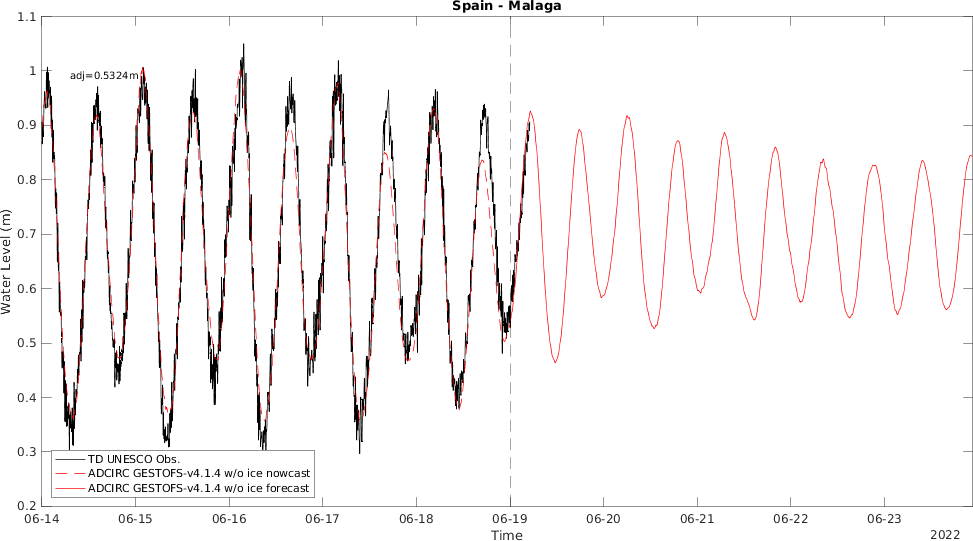 Spain - Malaga
1.1
1
0.9
0.8
0.7
0.6
0.5
0.4
0.3
0.2
Water Level (m)
adj=0.5324m
TD UNESCO Obs.
ADCIRC GESTOFS-v4.1.4 w/o ice nowcast
ADCIRC GESTOFS-v4.1.4 w/o ice forecast
06-14 06-15 06-16 06-17 06-18 06-19 06-20 06-21 06-22 06-23
Time
2022